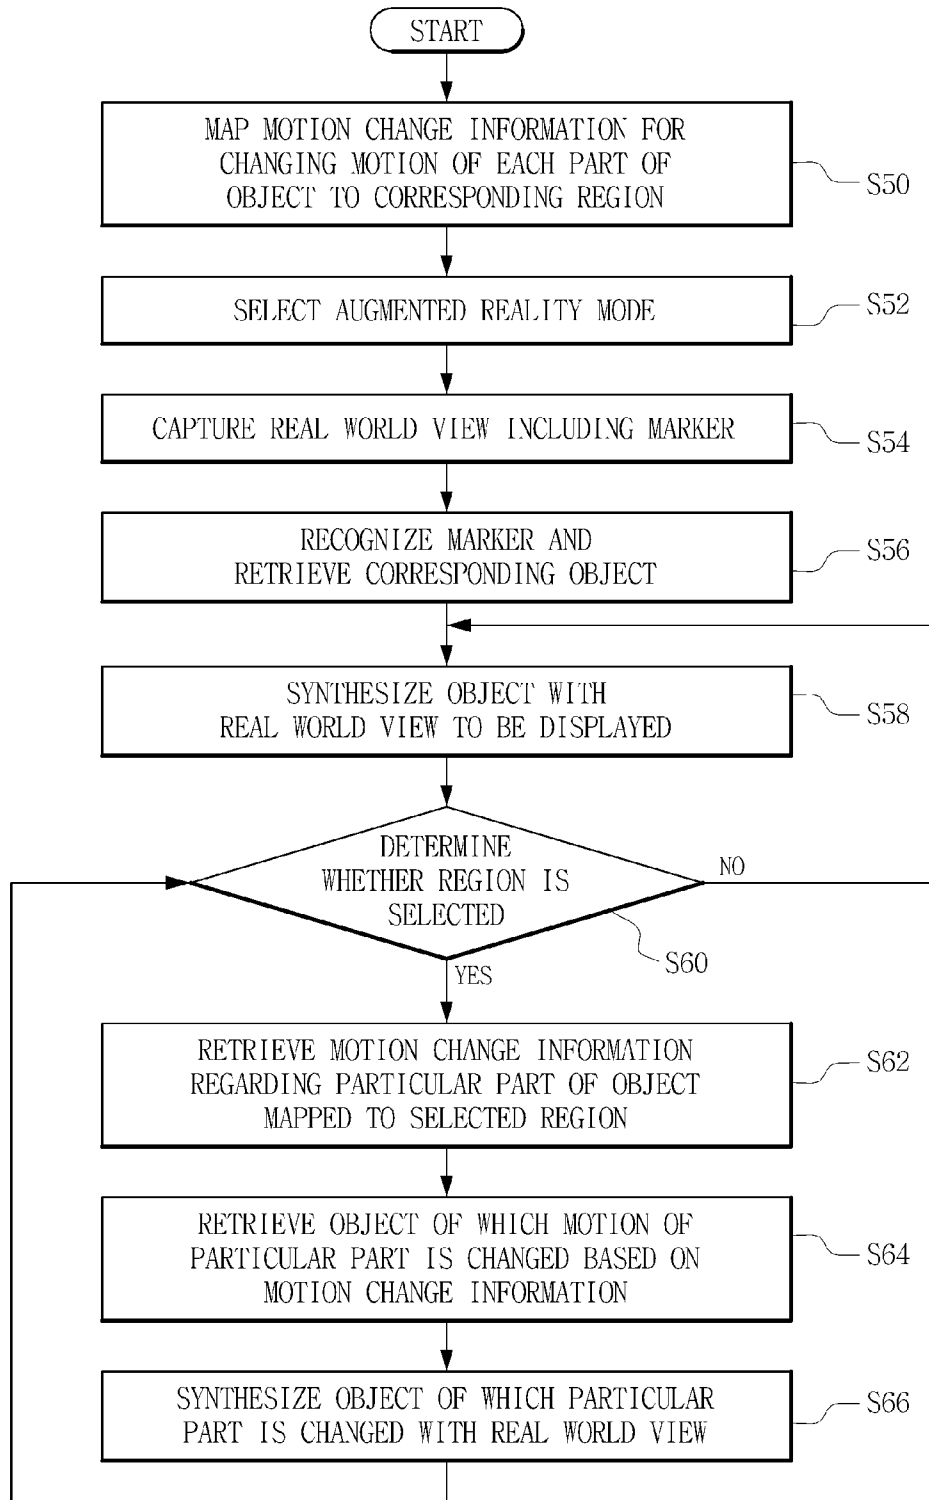 START
MAP MOTION CHANGE INFORMATION FOR
CHANGING MOTION OF EACH PART OF
OBJECT TO CORRESPONDING REGION
S50
SELECT AUGMENTED REALITY MODE
S52
CAPTURE REAL WORLD VIEW INCLUDING MARKER
S54
RECOGNIZE MARKER AND
RETRIEVE CORRESPONDING OBJECT
S56
SYNTHESIZE OBJECT WITH
REAL WORLD VIEW TO BE DISPLAYED
S58
DETERMINE
WHETHER REGION IS
SELECTED
NO
S60
YES
RETRIEVE MOTION CHANGE INFORMATION
REGARDING PARTICULAR PART OF OBJECT
MAPPED TO SELECTED REGION
S62
RETRIEVE OBJECT OF WHICH MOTION OF
PARTICULAR PART IS CHANGED BASED ON
MOTION CHANGE INFORMATION
S64
SYNTHESIZE OBJECT OF WHICH PARTICULAR
PART IS CHANGED WITH REAL WORLD VIEW
S66